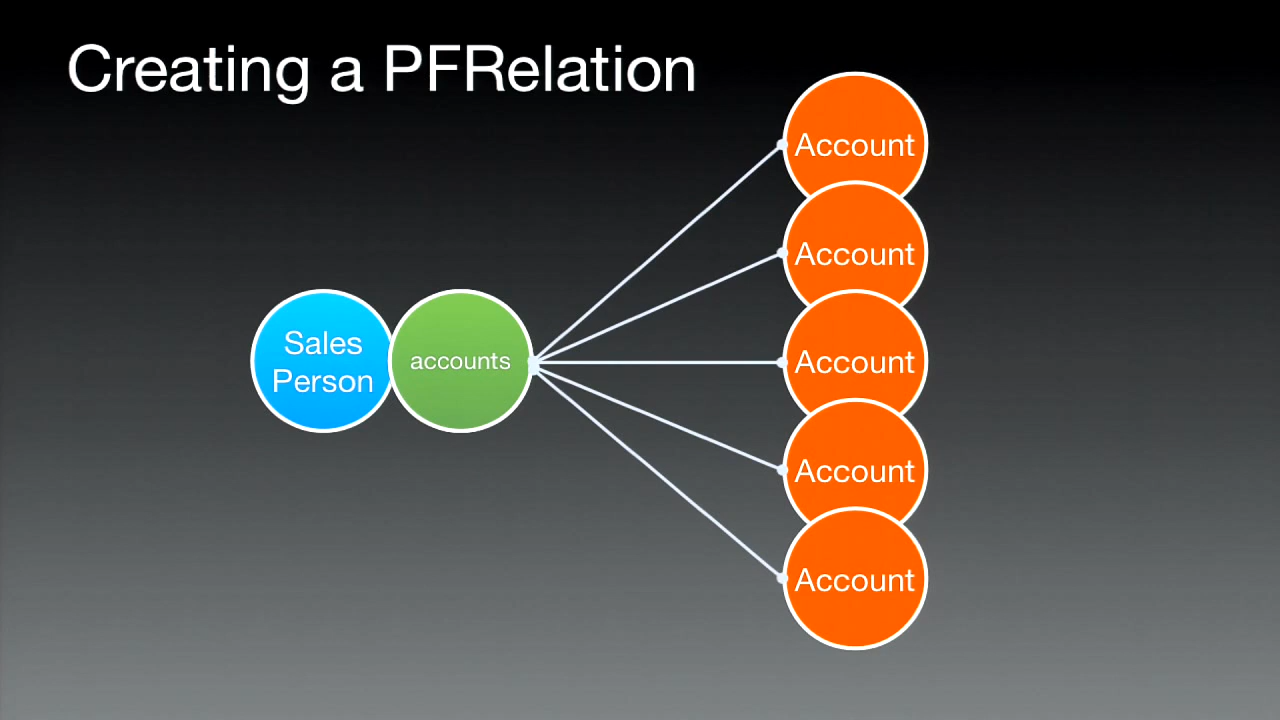 Creating a PFRelation
Sales
Person
accounts
Account
Account
Account
Account
Account